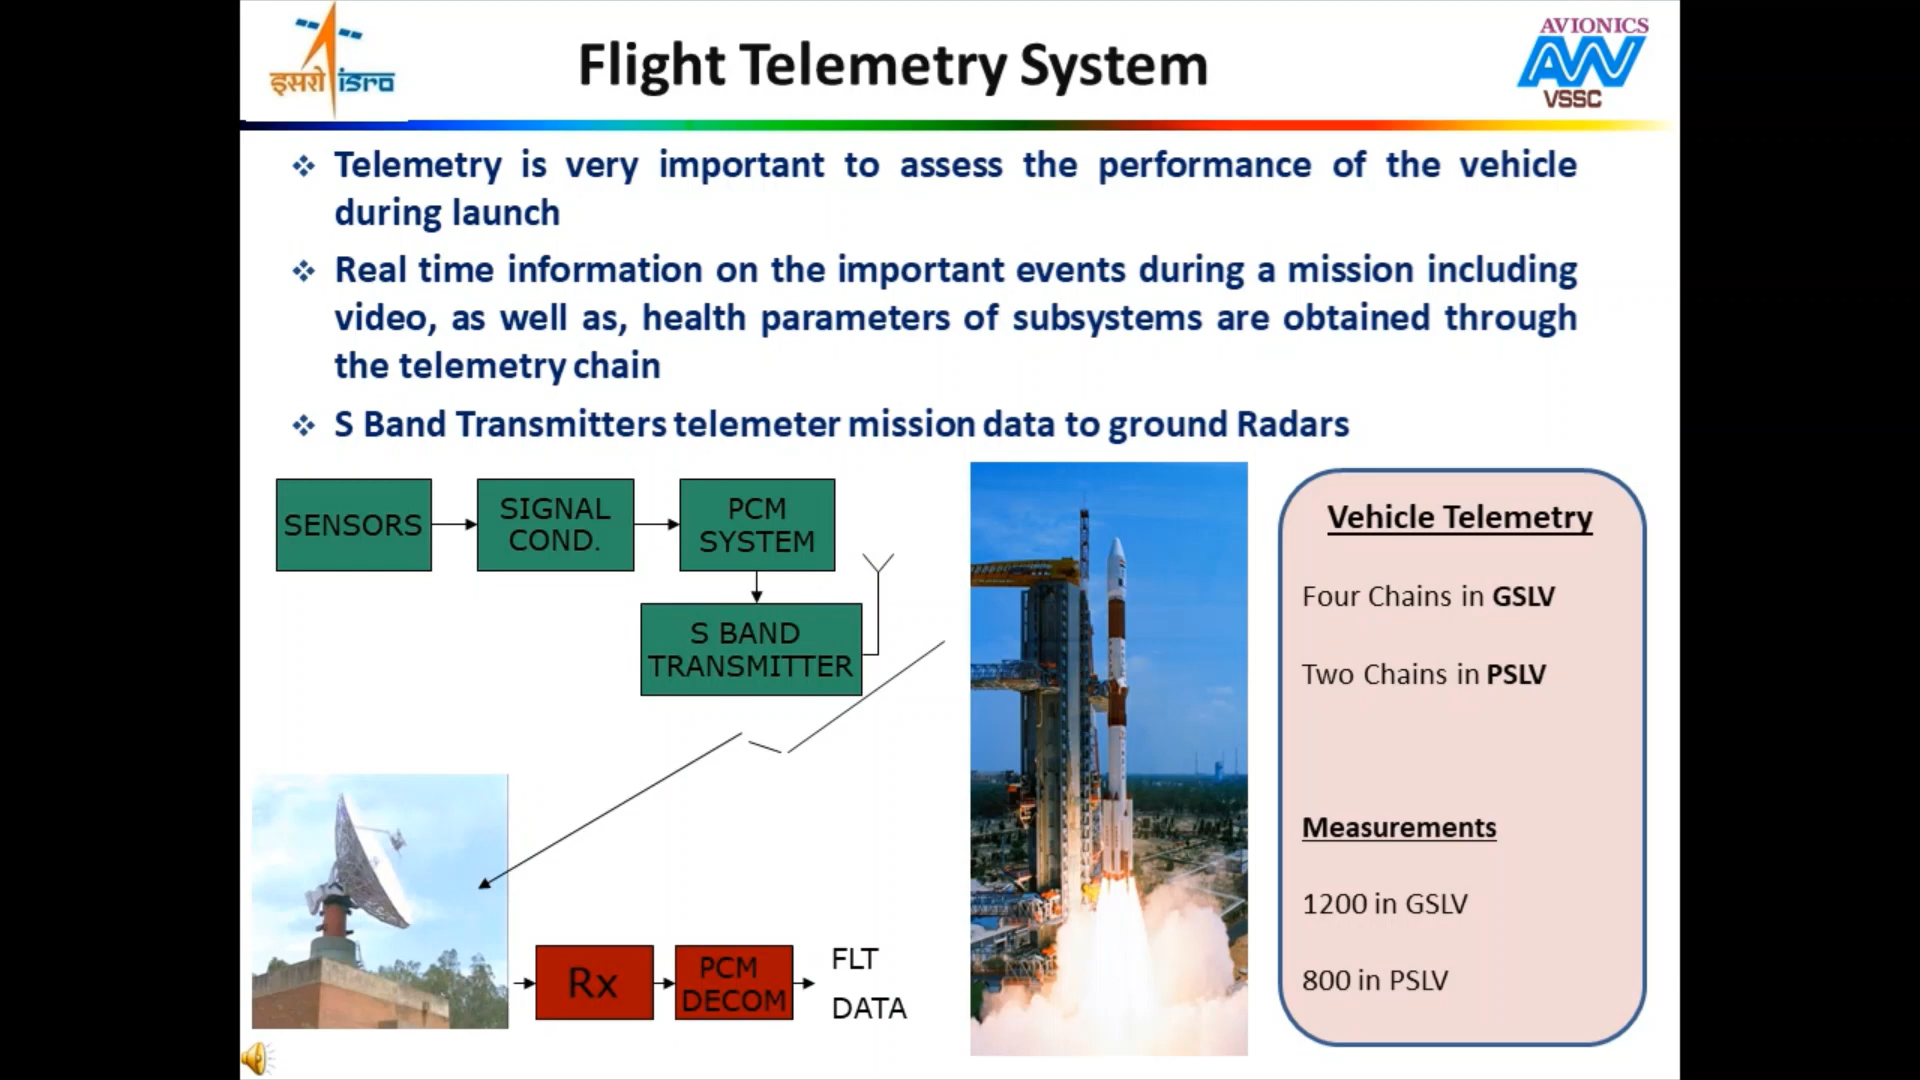 इसरो isro
Flight Telemetry System
AVIONICS
VSSC
Telemetry is very important to assess the performance of the vehicle
during launch
Real time information on the important events during a mission including
video, as well as, health parameters of subsystems are obtained through
the telemetry chain
S Band Transmitters telemeter mission data to ground Radars
SENSORS
SIGNAL
COND.
PCM
SYSTEM
S BAND
TRANSMITTER
Rx
PCM
DECOM
FLT
DATA
Vehicle Telemetry
Four Chains in GSLV
Two Chains in PSLV
Measurements
1200 in GSLV
800 in PSLV